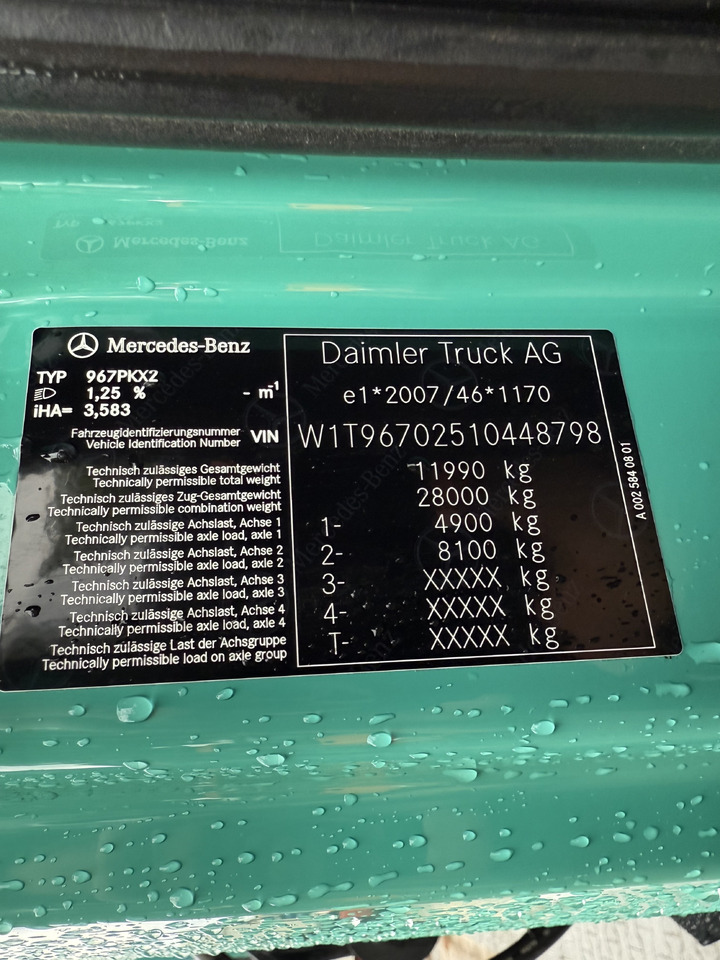 Mercedes-Benz
TYP 967PKX2
1,25 % - m⁻¹
iHA= 3,583
Daimler Truck AG
e1*2007/46*1170
Fahrzeugidentifizierungsnummer
Vehicle Identification Number VIN W1T96702510448798
Technisch zulässiges Gesamtgewicht
Technically permissible total weight 11990 kg
Technisch zulässiges Zug-Gesamtgewicht
Technically permissible combination weight 28000 kg
Technisch zulässige Achslast, Achse 1
Technically permissible axle load, axle 1 1- 4900 kg
Technisch zulässige Achslast, Achse 2
Technically permissible axle load, axle 2 2- 8100 kg
Technisch zulässige Achslast, Achse 3
Technically permissible axle load, axle 3 3- XXXXX kg
Technisch zulässige Achslast, Achse 4
Technically permissible axle load, axle 4 4- XXXXX kg
Technisch zulässige Last der Achsgruppe
Technically permissible load on axle group T- XXXXX kg
A 002 584 08 01